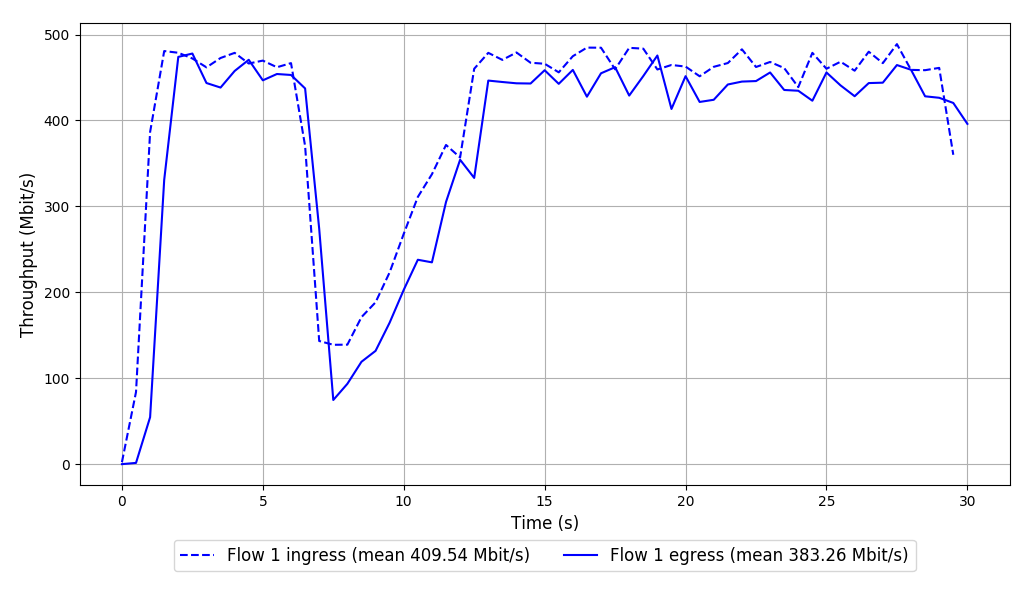 500
400
300
200
100
0
Throughput (Mbit/s)
0 5 10 15 20 25 30
Time (s)
Flow 1 ingress (mean 409.54 Mbit/s) Flow 1 egress (mean 383.26 Mbit/s)